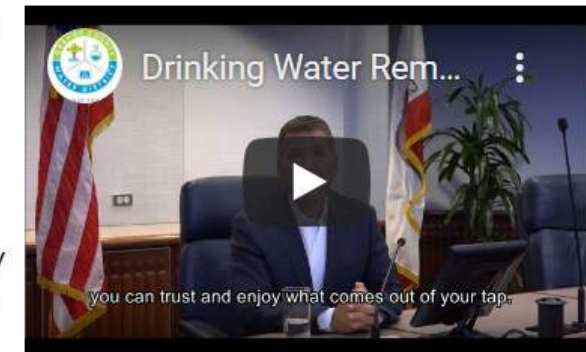 Drinking Water Rem...
you can trust and enjoy what comes out of your tap.